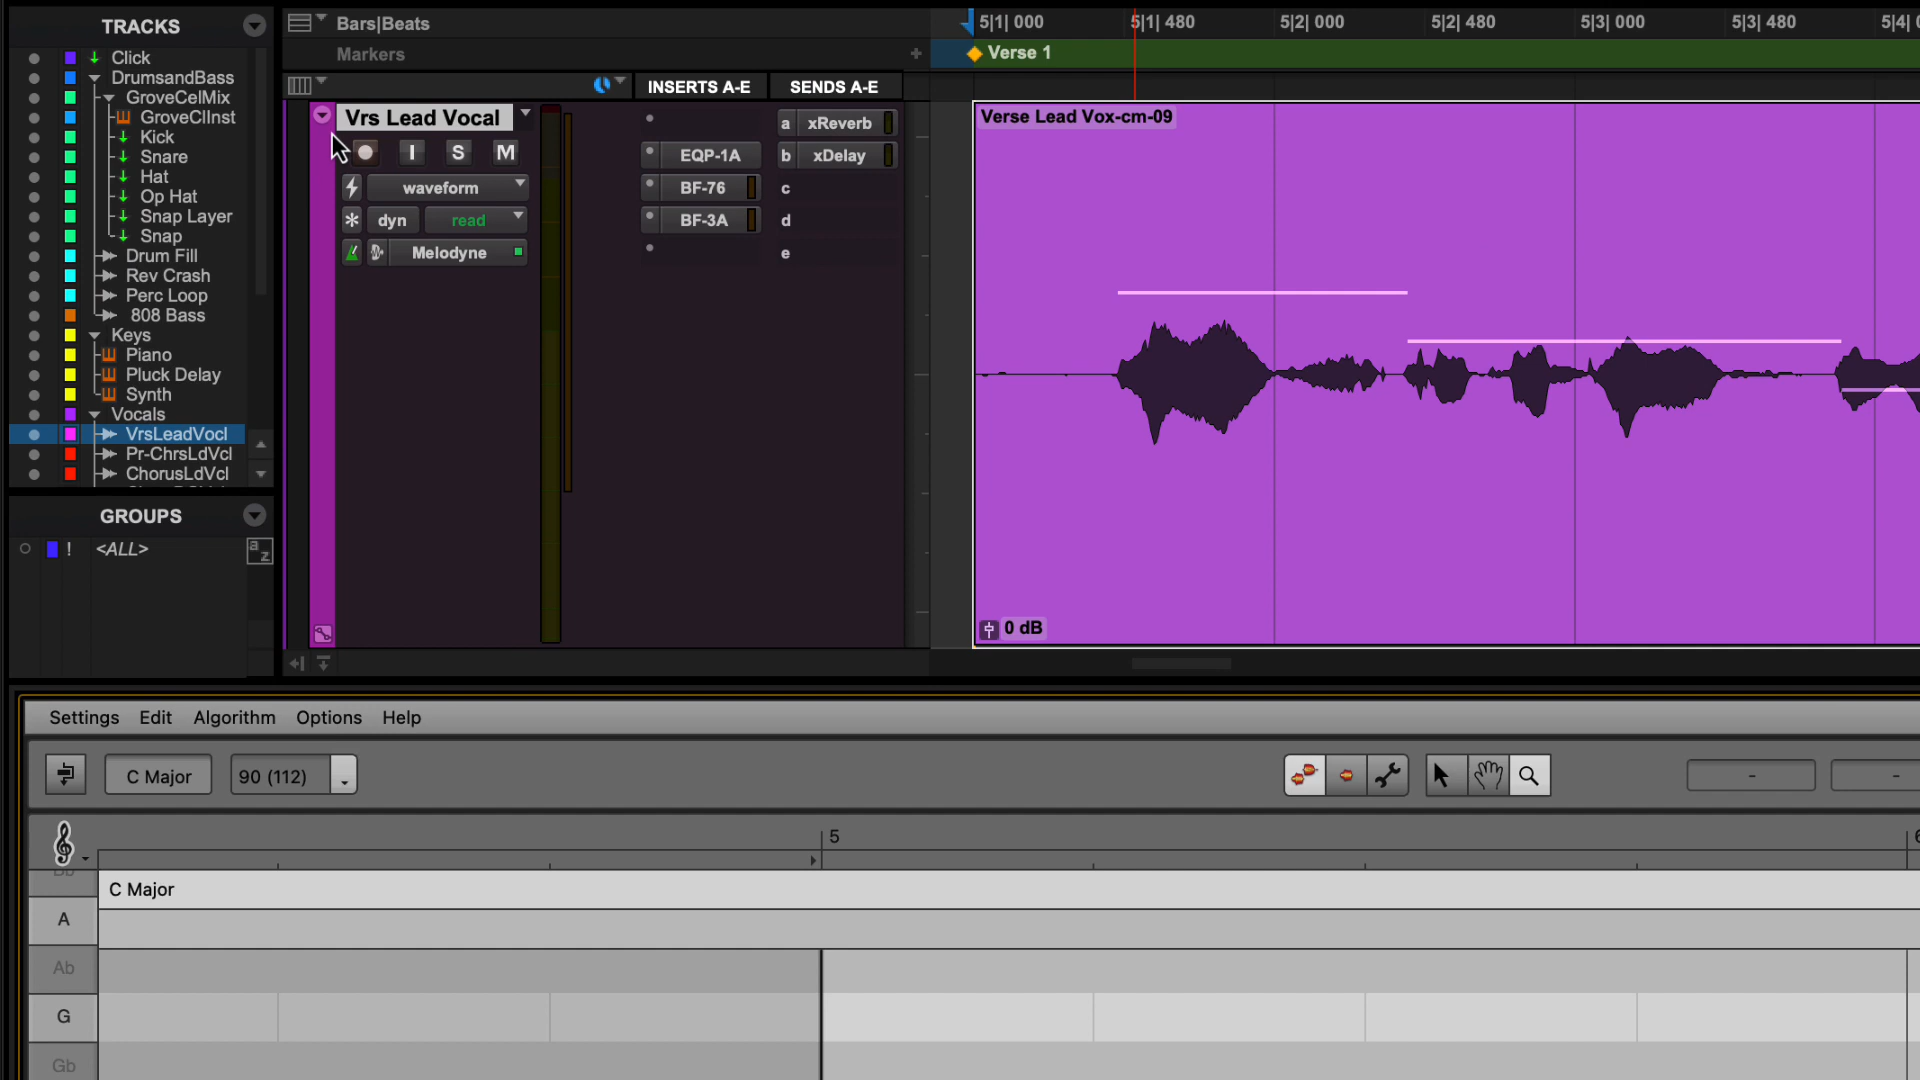 TRACKS
Click
DrumsandBass
GroveCelMix
GroveClInst
Kick
Snare
Hat
Op Hat
Snap Layer
Snap
Drum Fill
Rev Crash
Perc Loop
808 Bass
Keys
Piano
Pluck Delay
Synth
Vocals
VrsLeadVocl
Pr-ChrsLdVcl
ChorusLdVcl
GROUPS
! <ALL>
a z
Bars|Beats
Markers
INSERTS A-E
SENDS A-E
Vrs Lead Vocal
I S M
waveform
dyn read
Melodyne
EQP-1A
BF-76
BF-3A
a xReverb
b xDelay
c
d
e
5|1| 000 5|1| 480 5|2| 000 5|2| 480 5|3| 000 5|3| 480 5|4|
Verse 1
Verse Lead Vox-cm-09
0 dB
Settings Edit Algorithm Options Help
C Major 90 (112) - -
5
C Major
A
Ab
G
Gb